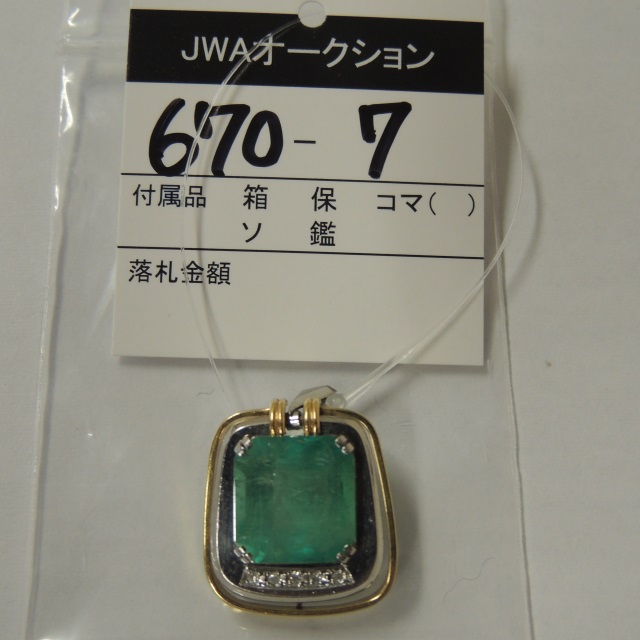 JWAオークション
670-7
付属品 箱 保 コマ( )
ソ 鑑
落札金額